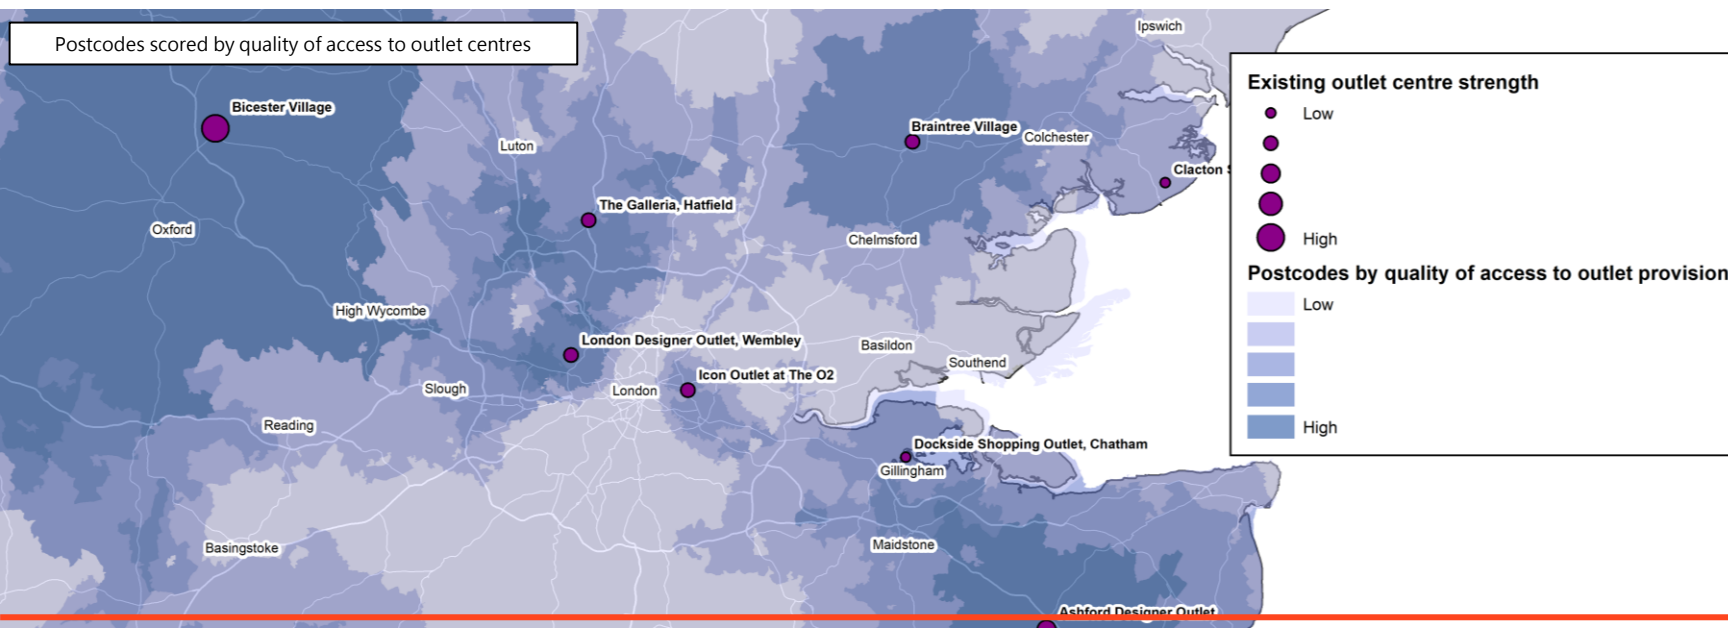 Postcodes scored by quality of access to outlet centres
Ipswich
Existing outlet centre strength
Low
High
Postcodes by quality of access to outlet provision
Low
High
Bicester Village
Luton
Braintree Village
Colchester
Clacton
The Galleria, Hatfield
Oxford
Chelmsford
High Wycombe
London Designer Outlet, Wembley
Basildon
Southend
Icon Outlet at The O2
Slough
London
Reading
Dockside Shopping Outlet, Chatham
Gillingham
Basingstoke
Maidstone
Ashford Designer Outlet